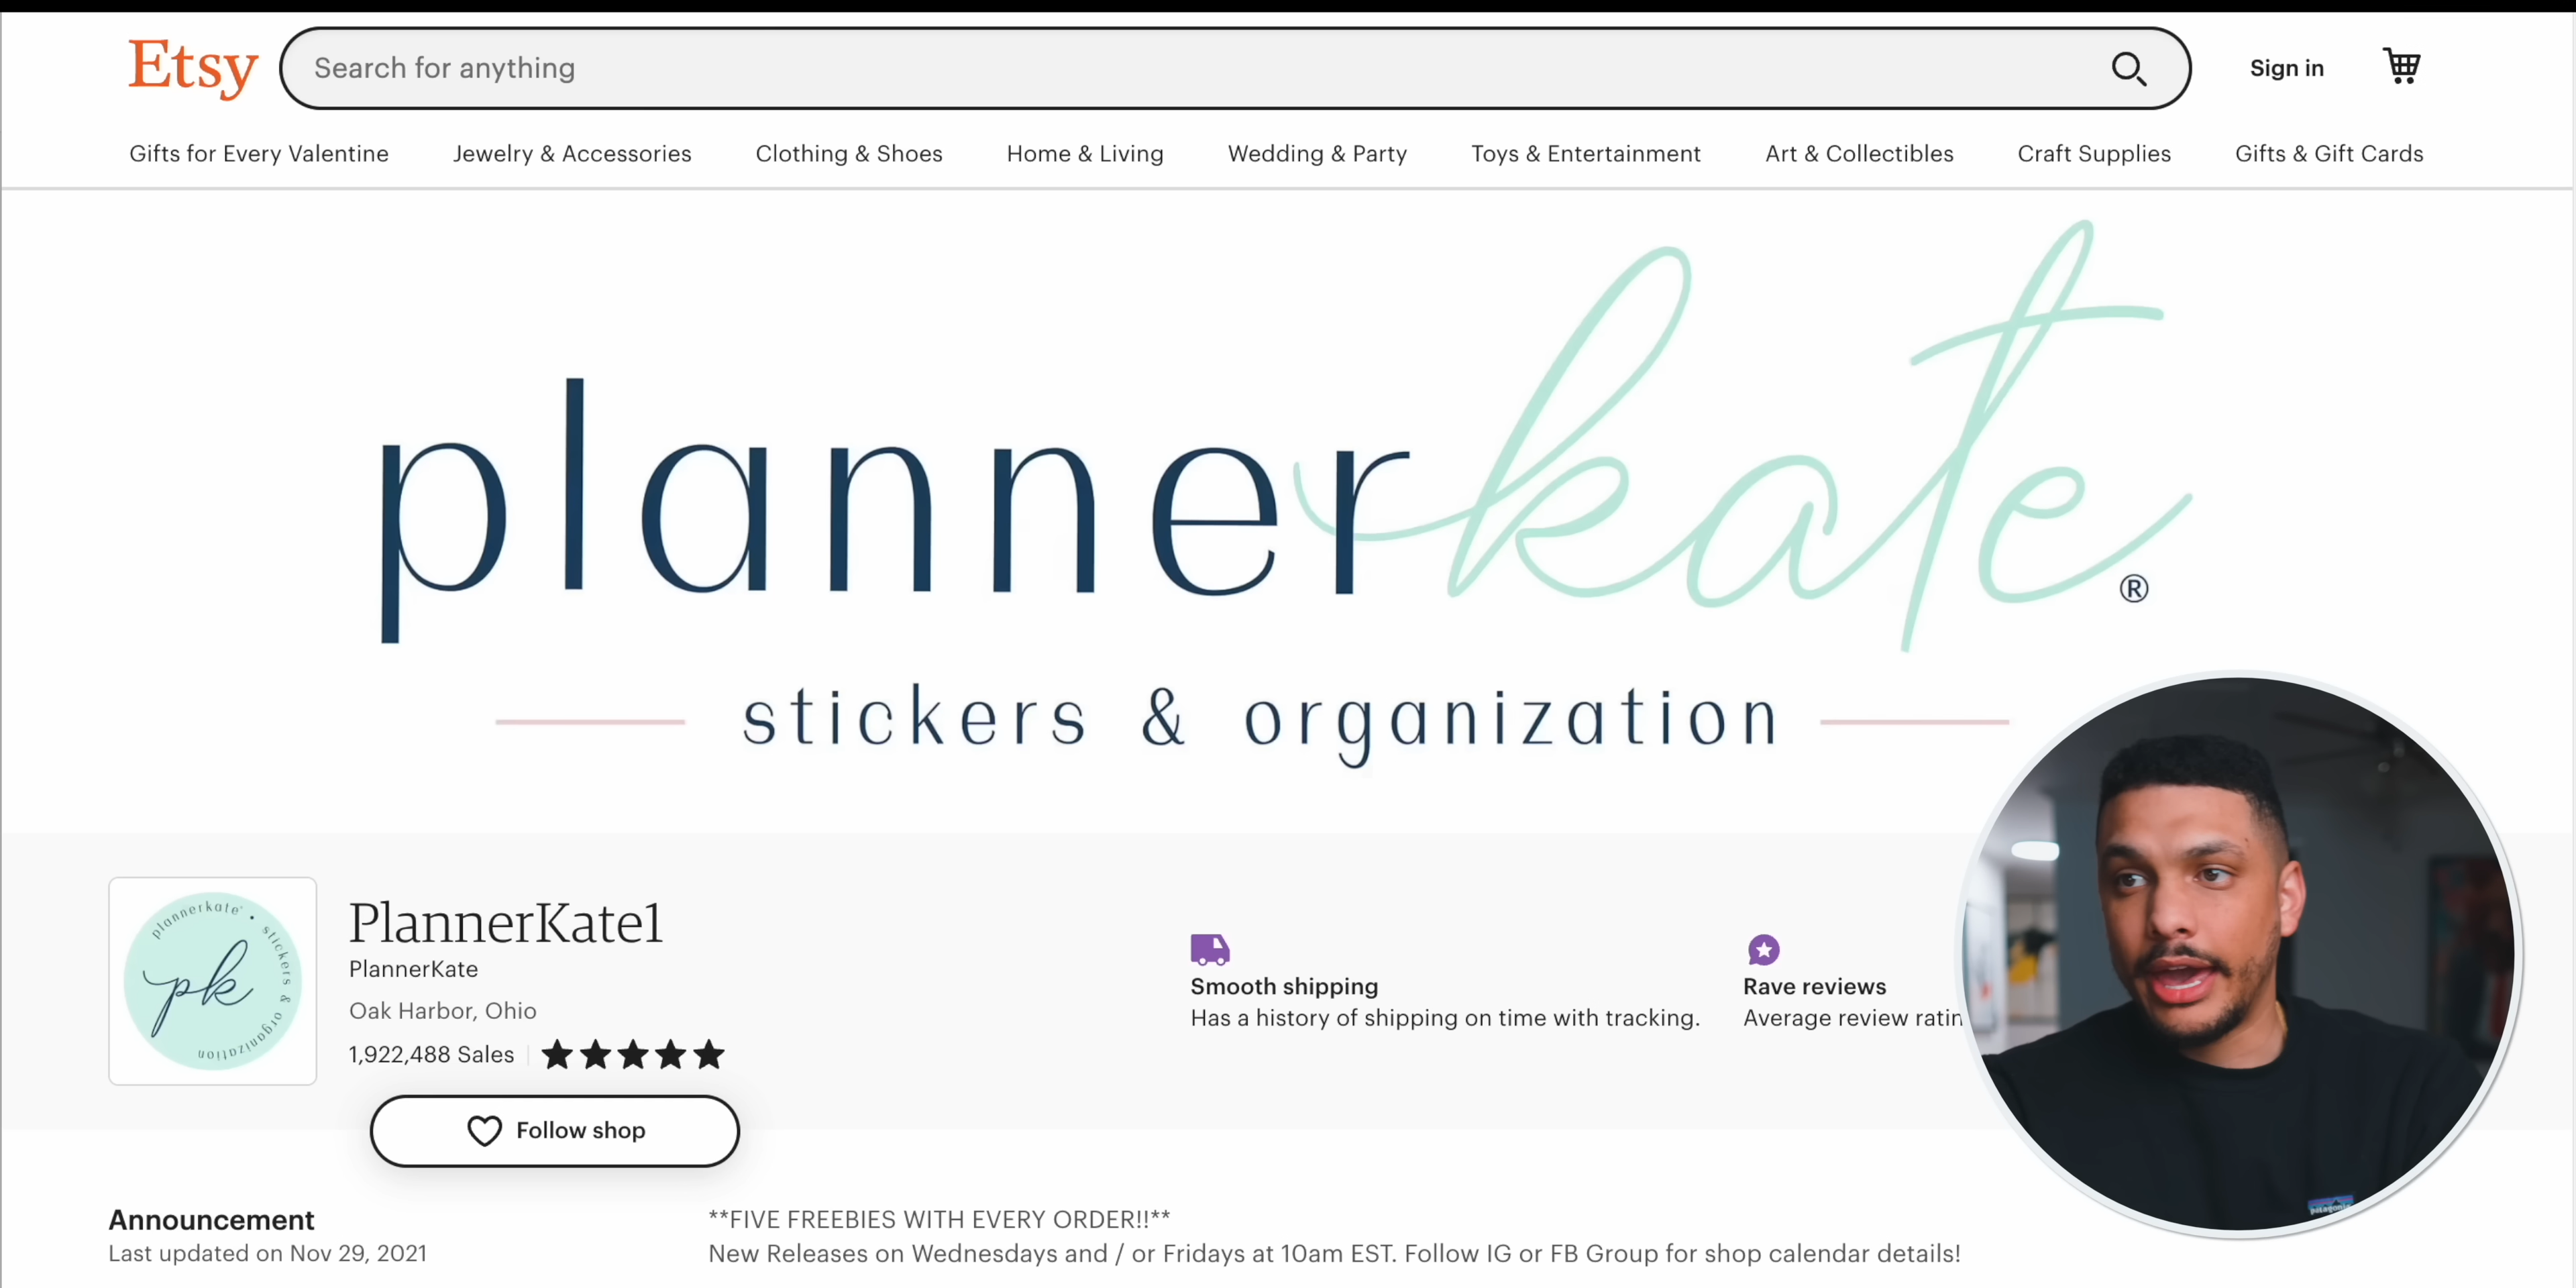 Etsy
Search for anything
Sign in
Gifts for Every Valentine Jewelry & Accessories Clothing & Shoes Home & Living Wedding & Party Toys & Entertainment Art & Collectibles Craft Supplies Gifts & Gift Cards
plannerkate®
stickers & organization
plannerkate® • stickers & organization
pk
PlannerKate1
PlannerKate
Oak Harbor, Ohio
1,922,488 Sales
Follow shop
Smooth shipping
Has a history of shipping on time with tracking.
Rave reviews
Average review ratin
patagonia
Announcement
Last updated on Nov 29, 2021
**FIVE FREEBIES WITH EVERY ORDER!!**
New Releases on Wednesdays and / or Fridays at 10am EST. Follow IG or FB Group for shop calendar details!